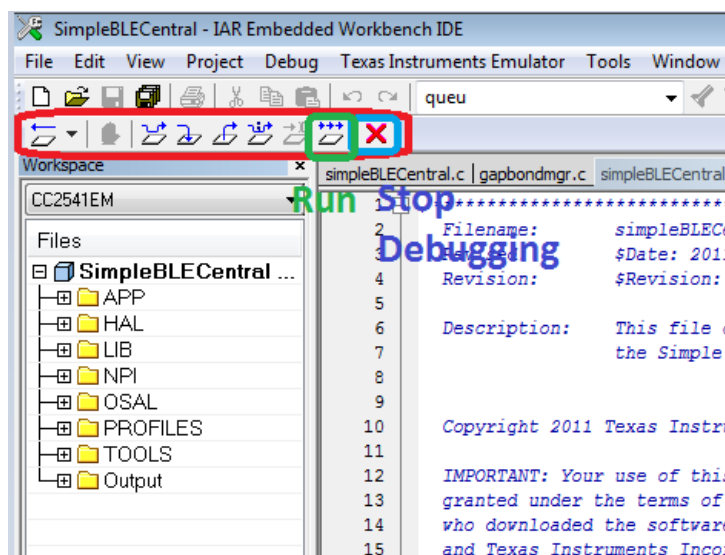 SimpleBLECentral - IAR Embedded Workbench IDE
File Edit View Project Debug Texas Instruments Emulator Tools Window
queu
Workspace ×
simpleBLECentral.c | gapbondmgr.c simpleBLECentral
CC2541EM
Run Stop
Debugging
Files
SimpleBLECentral ...
APP
HAL
LIB
NPI
OSAL
PROFILES
TOOLS
Output
1
2 Filename: simpleBLECe
3 $Date: 2011
4 Revision: $Revision:
5
6 Description: This file c
7 the Simple
8
9
10 Copyright 2011 Texas Instru
11
12 IMPORTANT: Your use of this
13 granted under the terms of
14 who downloaded the software
15 and Texas Instruments Inco